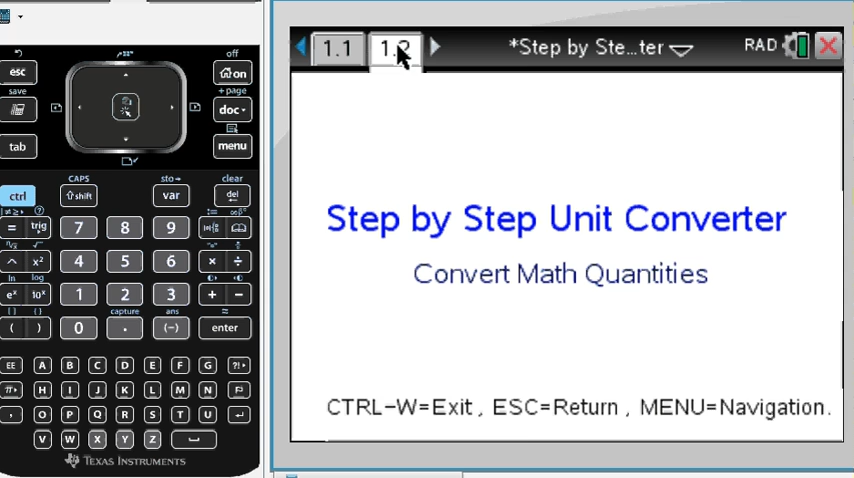 off
esc
on
save
+ page
doc
tab
menu
CAPS
sto→
clear
ctrl
shift
var
del
= trig 7 8 9
^ x² 4 5 6 × ÷
ln log
eˣ 10ˣ 1 2 3 + −
capture ans
( ) 0 . (−) enter
EE A B C D E F G ?!▸
π▸ H I J K L M N
, O P Q R S T U
V W X Y Z
TEXAS INSTRUMENTS
1.1 1.2 *Step by Ste...ter RAD
Step by Step Unit Converter
Convert Math Quantities
CTRL-W=Exit, ESC=Return, MENU=Navigation.